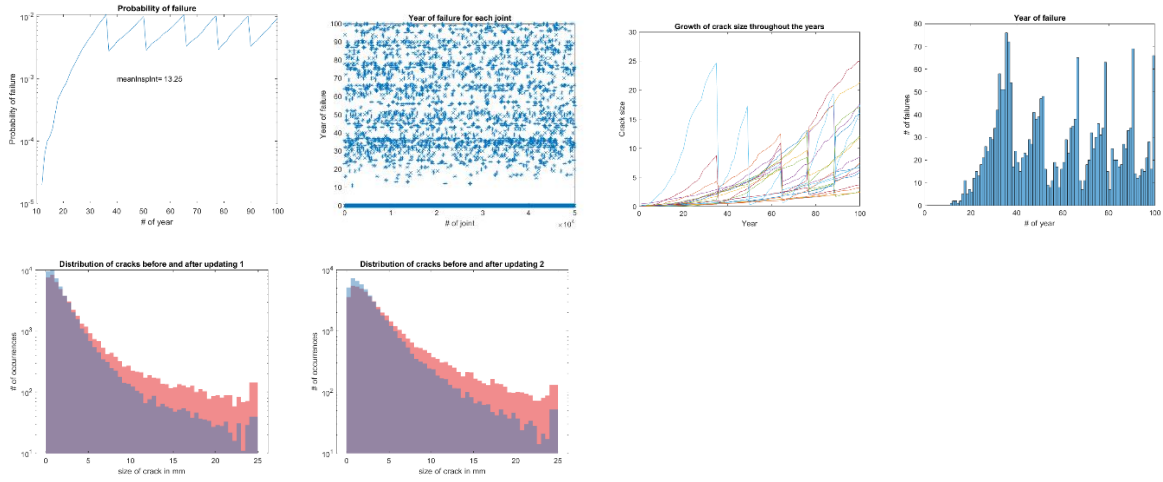 Probability of failure
10^-2
10^-3
10^-4
10^-5
Probability of failure
meanInspInt= 13.25
10 20 30 40 50 60 70 80 90 100
# of year
Year of failure for each joint
100
90
80
70
60
50
40
30
20
10
0
Year of failure
0 1 2 3 4 5
# of joint
Growth of crack size throughout the years
30
25
20
15
10
5
0
Crack size
0 20 40 60 80 100
Year
Year of failure
80
70
60
50
40
30
20
10
0
# of failures
0 20 40 60 80 100
# of year
Distribution of cracks before and after updating 1
10^4
10^3
10^2
10^1
# of occurrences
0 5 10 15 20 25
size of crack in mm
Distribution of cracks before and after updating 2
10^4
10^3
10^2
10^1
# of occurrences
0 5 10 15 20 25
size of crack in mm